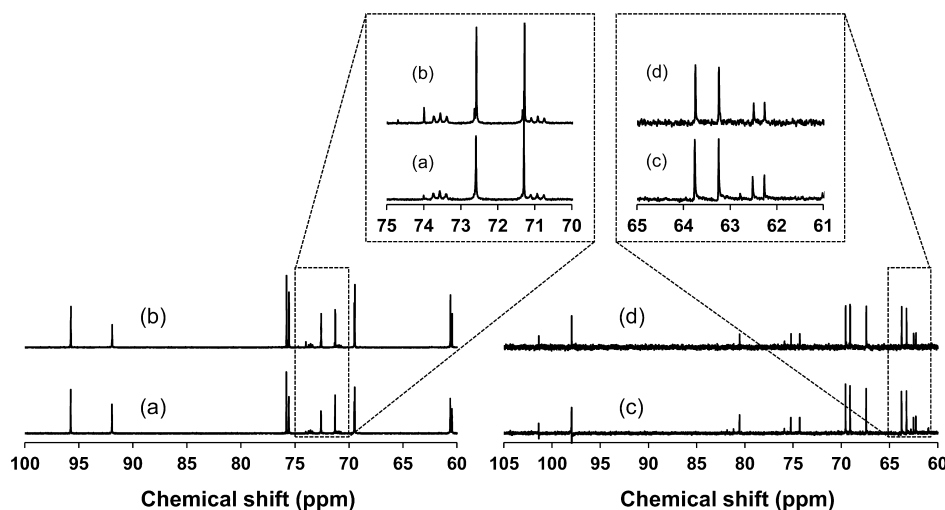 (b)
(a)
75 74 73 72 71 70
(d)
(c)
65 64 63 62 61
(b)
(a)
100 95 90 85 80 75 70 65 60
Chemical shift (ppm)
(d)
(c)
105 100 95 90 85 80 75 70 65 60
Chemical shift (ppm)